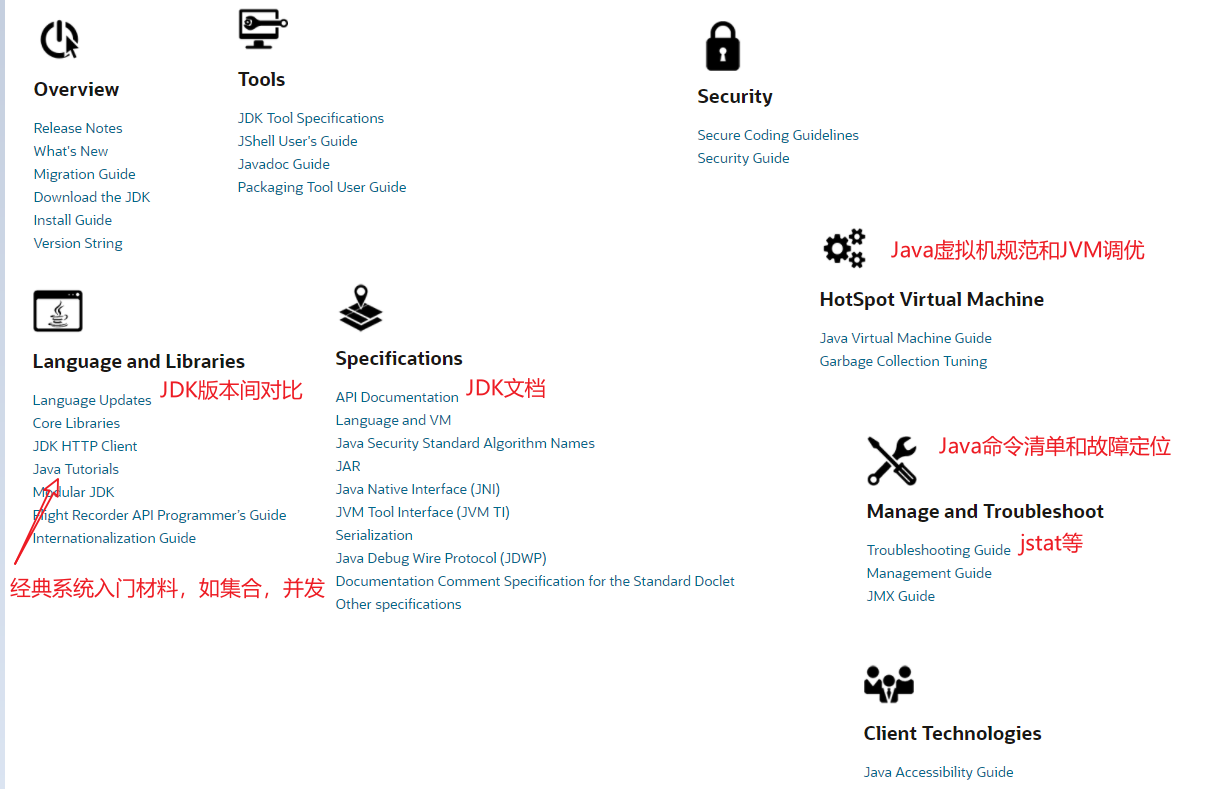 Overview
Release Notes
What's New
Migration Guide
Download the JDK
Install Guide
Version String
Tools
JDK Tool Specifications
JShell User's Guide
Javadoc Guide
Packaging Tool User Guide
Security
Secure Coding Guidelines
Security Guide
Java虚拟机规范和JVM调优
HotSpot Virtual Machine
Java Virtual Machine Guide
Garbage Collection Tuning
Language and Libraries
Language Updates
JDK版本间对比
Core Libraries
JDK HTTP Client
Java Tutorials
Modular JDK
Flight Recorder API Programmer's Guide
Internationalization Guide
经典系统入门材料，如集合，并发
Specifications
API Documentation
JDK文档
Language and VM
Java Security Standard Algorithm Names
JAR
Java Native Interface (JNI)
JVM Tool Interface (JVM TI)
Serialization
Java Debug Wire Protocol (JDWP)
Documentation Comment Specification for the Standard Doclet
Other specifications
Java命令清单和故障定位
Manage and Troubleshoot
Troubleshooting Guide
jstat等
Management Guide
JMX Guide
Client Technologies
Java Accessibility Guide